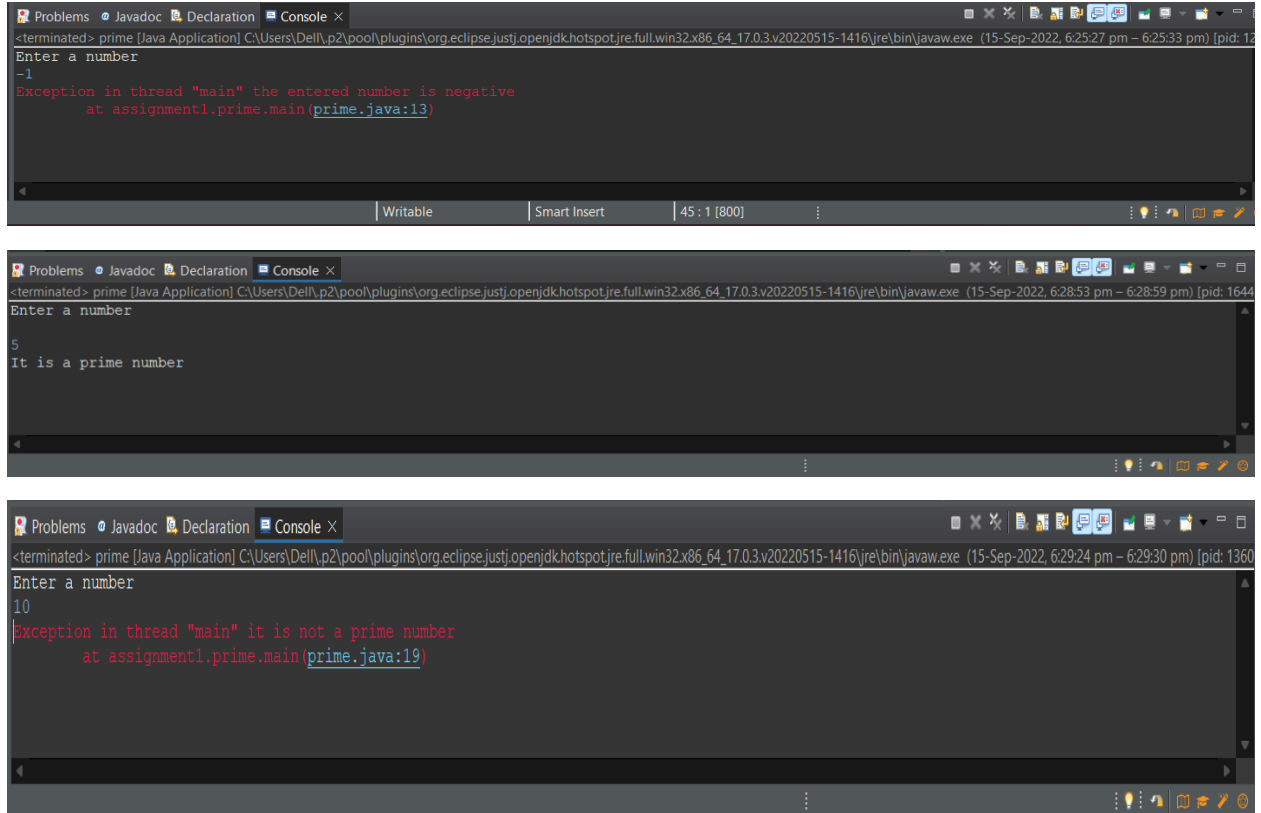 Problems Javadoc Declaration Console
<terminated> prime [Java Application] C:\Users\Dell\.p2\pool\plugins\org.eclipse.justj.openjdk.hotspot.jre.full.win32.x86_64_17.0.3.v20220515-1416\jre\bin\javaw.exe (15-Sep-2022, 6:25:27 pm – 6:25:33 pm) [pid: 12
Enter a number
-1
Exception in thread "main" the entered number is negative
at assignment1.prime.main(prime.java:13)
Writable Smart Insert 45 : 1 [800]
Problems Javadoc Declaration Console
<terminated> prime [Java Application] C:\Users\Dell\.p2\pool\plugins\org.eclipse.justj.openjdk.hotspot.jre.full.win32.x86_64_17.0.3.v20220515-1416\jre\bin\javaw.exe (15-Sep-2022, 6:28:53 pm – 6:28:59 pm) [pid: 1644
Enter a number
5
It is a prime number
Problems Javadoc Declaration Console
<terminated> prime [Java Application] C:\Users\Dell\.p2\pool\plugins\org.eclipse.justj.openjdk.hotspot.jre.full.win32.x86_64_17.0.3.v20220515-1416\jre\bin\javaw.exe (15-Sep-2022, 6:29:24 pm – 6:29:30 pm) [pid: 1360
Enter a number
10
Exception in thread "main" it is not a prime number
at assignment1.prime.main(prime.java:19)